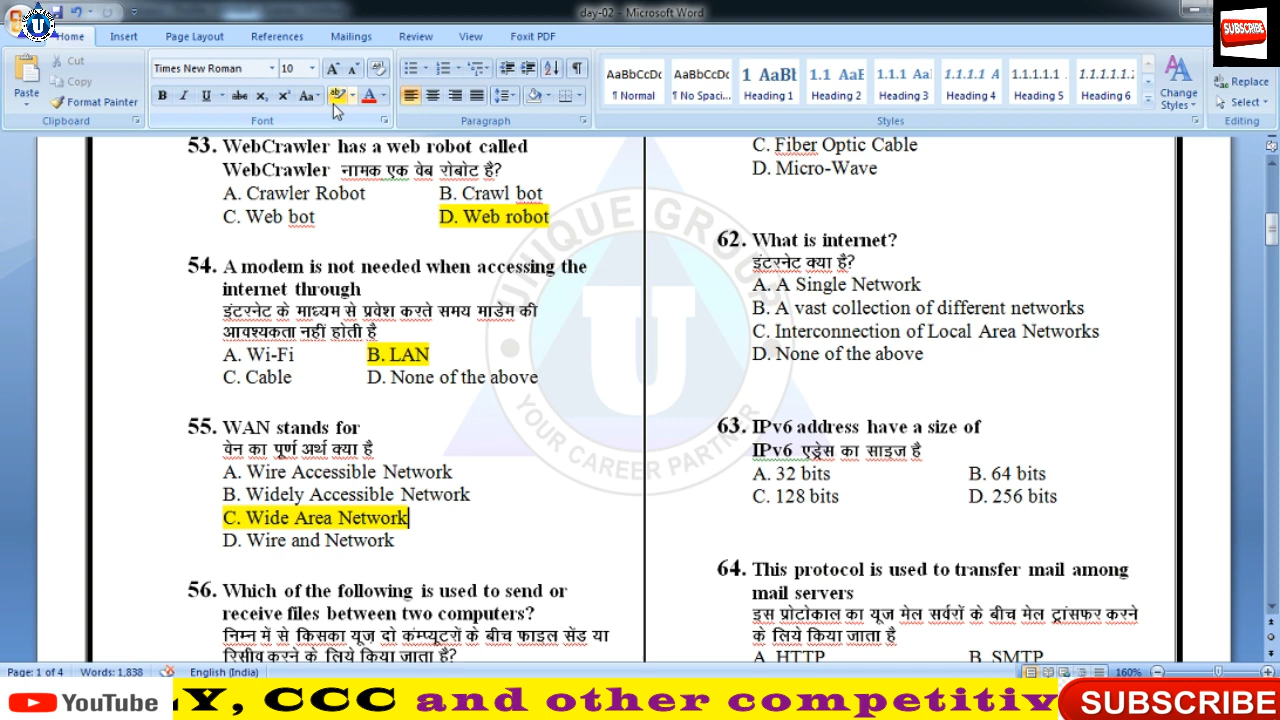 day-02 - Microsoft Word
Home Insert Page Layout References Mailings Review View Foxit PDF
SUBSCRIBE
Paste
Cut
Copy
Format Painter
Clipboard
Times New Roman 10
Font
Paragraph
AaBbCcDc AaBbCcDc 1 AaBl 1.1 AaE 1.1.1 Aa 1.1.1.1 A 1.1.1.1.1 1.1.1.1.1.
¶ Normal ¶ No Spaci... Heading 1 Heading 2 Heading 3 Heading 4 Heading 5 Heading 6
Styles
Change Styles
Replace
Select
Editing
53. WebCrawler has a web robot called
WebCrawler नामक एक वेब रोबोट है?
A. Crawler Robot B. Crawl bot
C. Web bot D. Web robot
54. A modem is not needed when accessing the
internet through
इंटरनेट के माध्यम से प्रवेश करते समय मार्डम की
आवश्यकता नहीं होती है
A. Wi-Fi B. LAN
C. Cable D. None of the above
55. WAN stands for
वेन का पूर्ण अर्थ क्या है
A. Wire Accessible Network
B. Widely Accessible Network
C. Wide Area Network
D. Wire and Network
56. Which of the following is used to send or
receive files between two computers?
निम्न में से किसका यूज दो कंम्प्यूटरों के बीच फाइल सेंड या
रिसीव करने के लिये किया जाता है?
C. Fiber Optic Cable
D. Micro-Wave
62. What is internet?
इंटरनेट क्या है?
A. A Single Network
B. A vast collection of different networks
C. Interconnection of Local Area Networks
D. None of the above
63. IPv6 address have a size of
IPv6 एड्रेस का साइज है
A. 32 bits B. 64 bits
C. 128 bits D. 256 bits
64. This protocol is used to transfer mail among
mail servers
इस प्रोटोकाल का यूज मेल सर्वरों के बीच मेल ट्रांसफर करने
के लिये किया जाता है
A. HTTP B. SMTP
UNIQUE GROUP
U
YOUR CAREER PARTNER
Page: 1 of 4 Words: 1,838 English (India) 160%
YouTube Y, CCC and other competitiv SUBSCRIBE